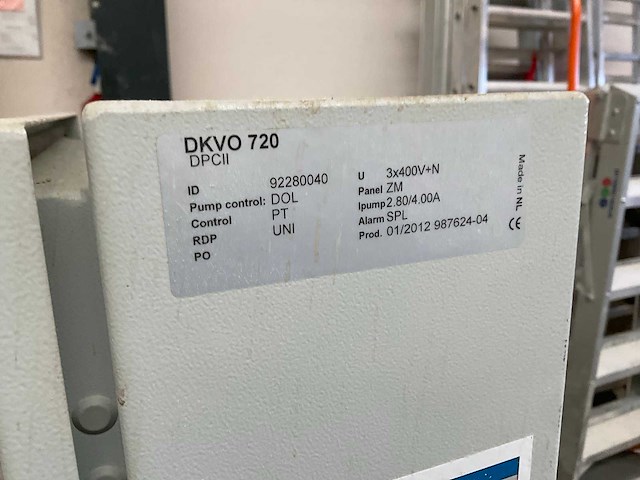 DKVO 720
DPCII
ID 92280040
Pump control: DOL
Control PT
RDP UNI
PO
U 3x400V+N
Panel ZM
Ipump 2.80/4.00A
Alarm SPL
Prod. 01/2012 987624-04
Made in NL
CE